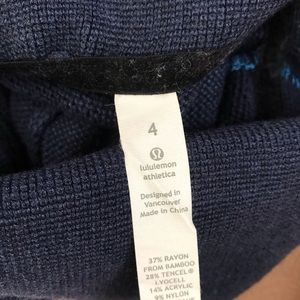 4
lululemon
athletica
Designed in
Vancouver
Made in China
37% RAYON
FROM BAMBOO
28% TENCEL®
LYOCELL
14% ACRYLIC
9% NYLON